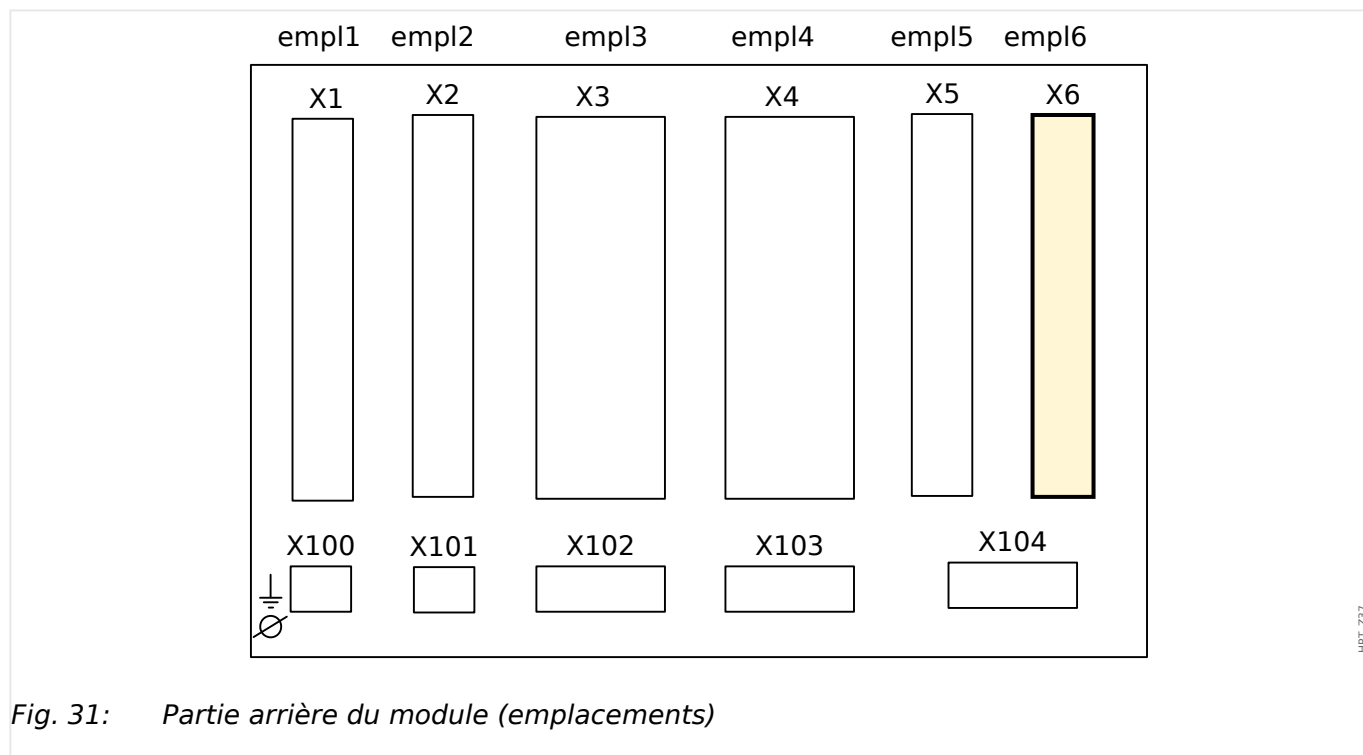 empl1 empl2 empl3 empl4 empl5 empl6
X1 X2 X3 X4 X5 X6
X100 X101 X102 X103 X104
Fig. 31: Partie arrière du module (emplacements)